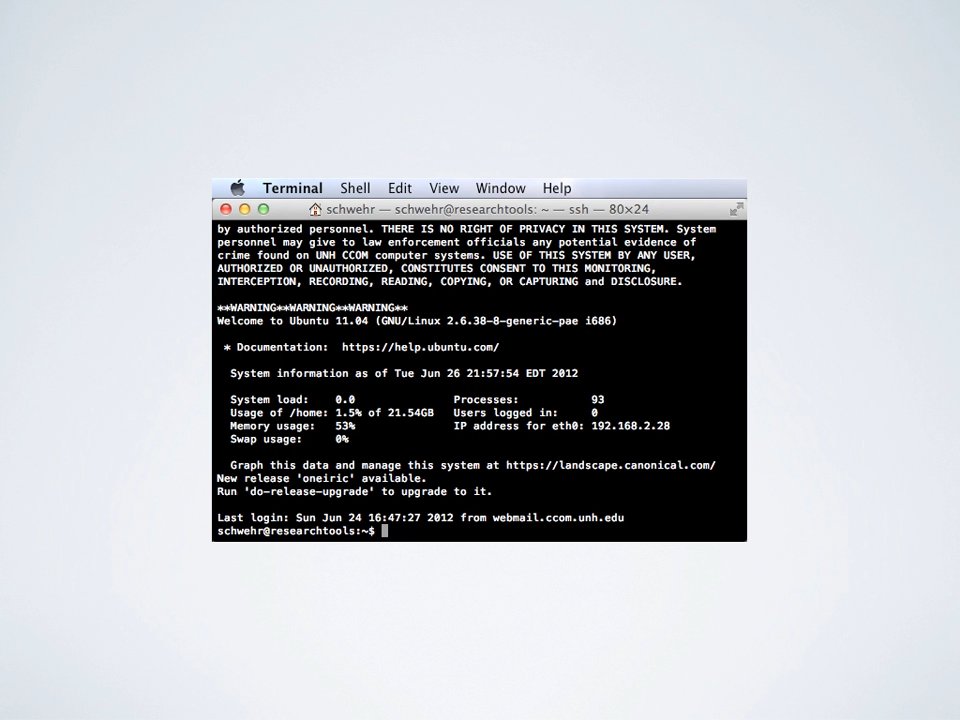 Terminal Shell Edit View Window Help
schwehr — schwehr@researchtools: ~ — ssh — 80×24
by authorized personnel. THERE IS NO RIGHT OF PRIVACY IN THIS SYSTEM. System
personnel may give to law enforcement officials any potential evidence of
crime found on UNH CCOM computer systems. USE OF THIS SYSTEM BY ANY USER,
AUTHORIZED OR UNAUTHORIZED, CONSTITUTES CONSENT TO THIS MONITORING,
INTERCEPTION, RECORDING, READING, COPYING, OR CAPTURING and DISCLOSURE.
**WARNING**WARNING**WARNING**
Welcome to Ubuntu 11.04 (GNU/Linux 2.6.38-8-generic-pae i686)
* Documentation: https://help.ubuntu.com/
System information as of Tue Jun 26 21:57:54 EDT 2012
System load: 0.0 Processes: 93
Usage of /home: 1.5% of 21.54GB Users logged in: 0
Memory usage: 53% IP address for eth0: 192.168.2.28
Swap usage: 0%
Graph this data and manage this system at https://landscape.canonical.com/
New release 'oneiric' available.
Run 'do-release-upgrade' to upgrade to it.
Last login: Sun Jun 24 16:47:27 2012 from webmail.ccom.unh.edu
schwehr@researchtools:~$